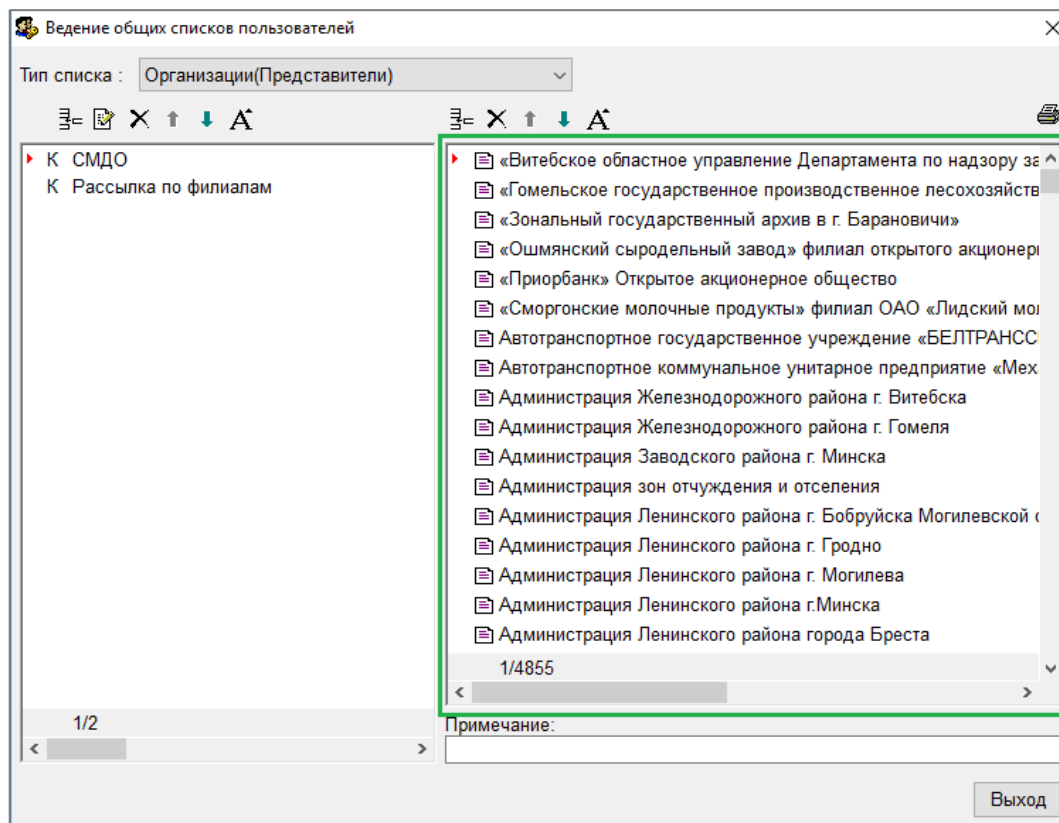 Ведение общих списков пользователей
Тип списка : Организации(Представители)
К СМДО
К Рассылка по филиалам
1/2
«Витебское областное управление Департамента по надзору за
«Гомельское государственное производственное лесохозяйств
«Зональный государственный архив в г. Барановичи»
«Ошмянский сыродельный завод» филиал открытого акционер
«Приорбанк» Открытое акционерное общество
«Сморгонские молочные продукты» филиал ОАО «Лидский мо
Автотранспортное государственное учреждение «БЕЛТРАНСС
Автотранспортное коммунальное унитарное предприятие «Мех
Администрация Железнодорожного района г. Витебска
Администрация Железнодорожного района г. Гомеля
Администрация Заводского района г. Минска
Администрация зон отчуждения и отселения
Администрация Ленинского района г. Бобруйска Могилевской о
Администрация Ленинского района г. Гродно
Администрация Ленинского района г. Могилева
Администрация Ленинского района г.Минска
Администрация Ленинского района города Бреста
1/4855
Примечание:
Выход